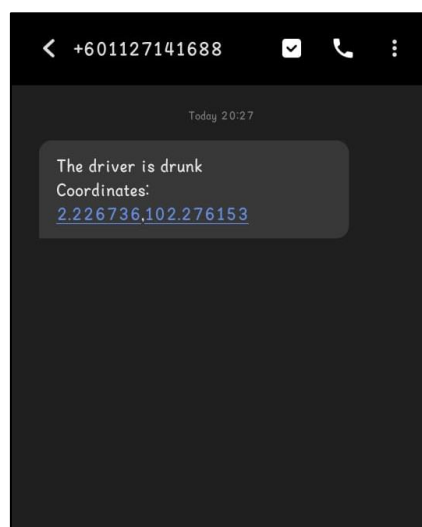 +601127141688
Today 20:27
The driver is drunk
Coordinates:
2.226736,102.276153